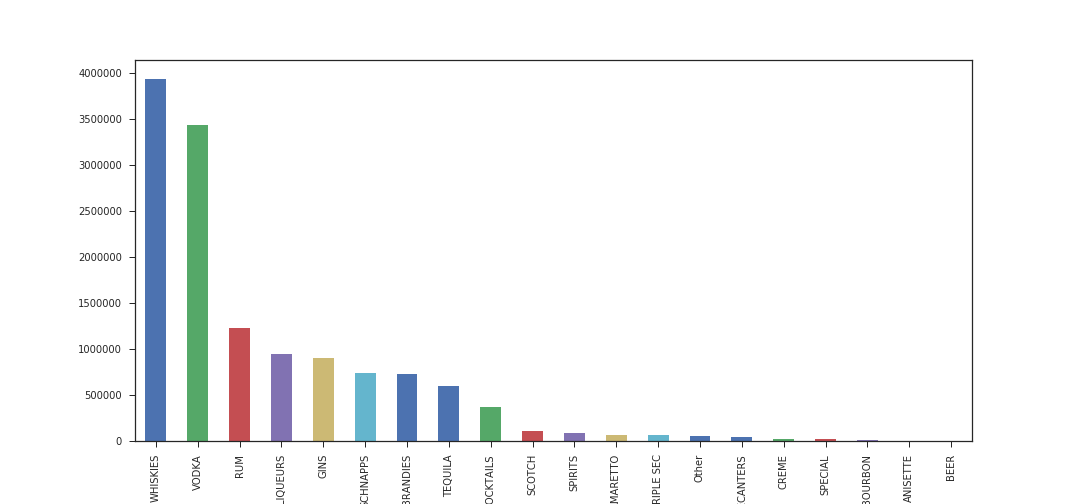 4000000
3500000
3000000
2500000
2000000
1500000
1000000
500000
0
WHISKIES
VODKA
RUM
IQUEURS
GINS
CHNAPPS
BRANDIES
TEQUILA
OCKTAILS
SCOTCH
SPIRITS
MARETTO
RIPLE SEC
Other
CANTERS
CREME
SPECIAL
BOURBON
ANISETTE
BEER